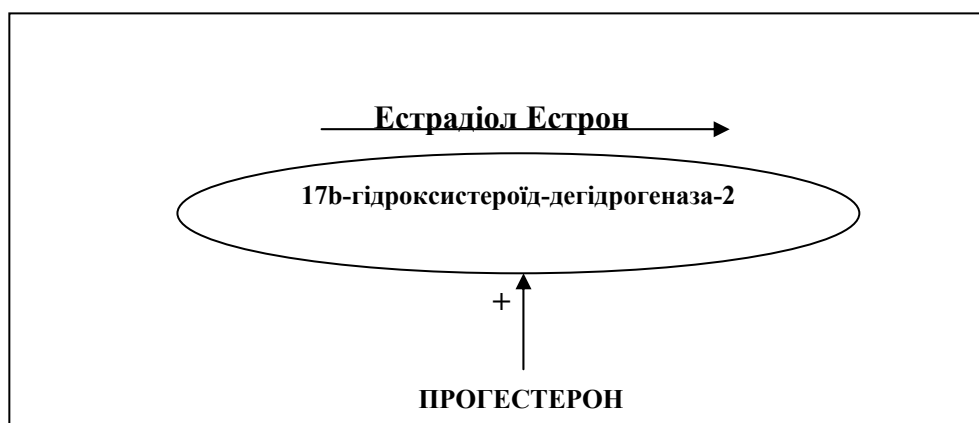 Естрадіол Естрон
17b-гідроксистероїд-дегідрогеназа-2
+
ПРОГЕСТЕРОН